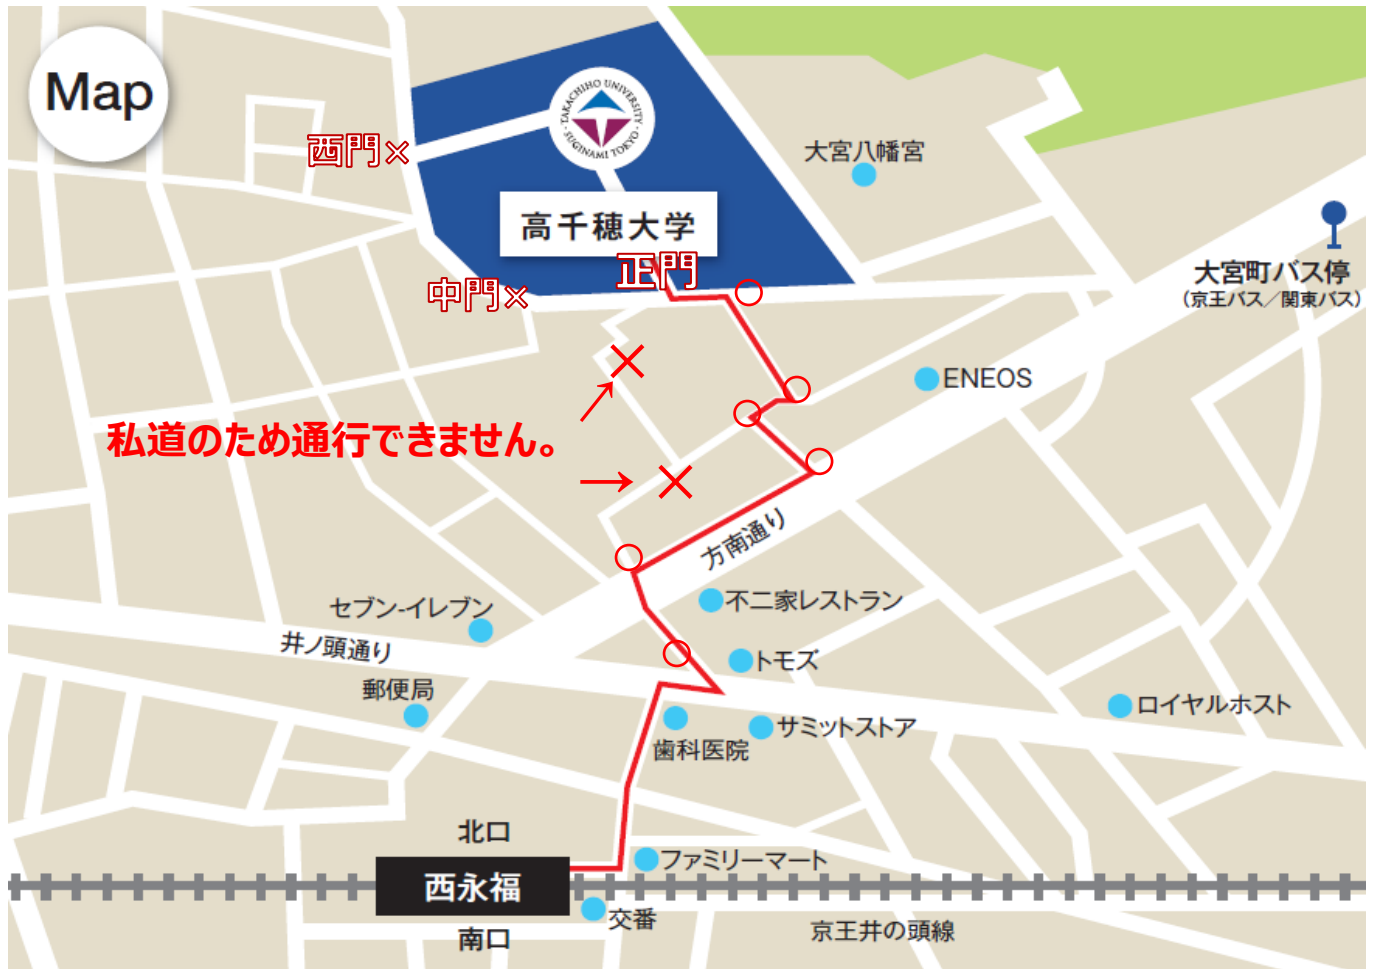 Map
TAKACHIHO UNIVERSITY
SUGINAMI TOKYO
西門×
大宮八幡宮
高千穂大学
正門
中門×
大宮町バス停
(京王バス／関東バス)
ENEOS
私道のため通行できません。
方南通り
不二家レストラン
セブン-イレブン
井ノ頭通り
トモズ
郵便局
ロイヤルホスト
サミットストア
歯科医院
北口
ファミリーマート
西永福
交番
京王井の頭線
南口